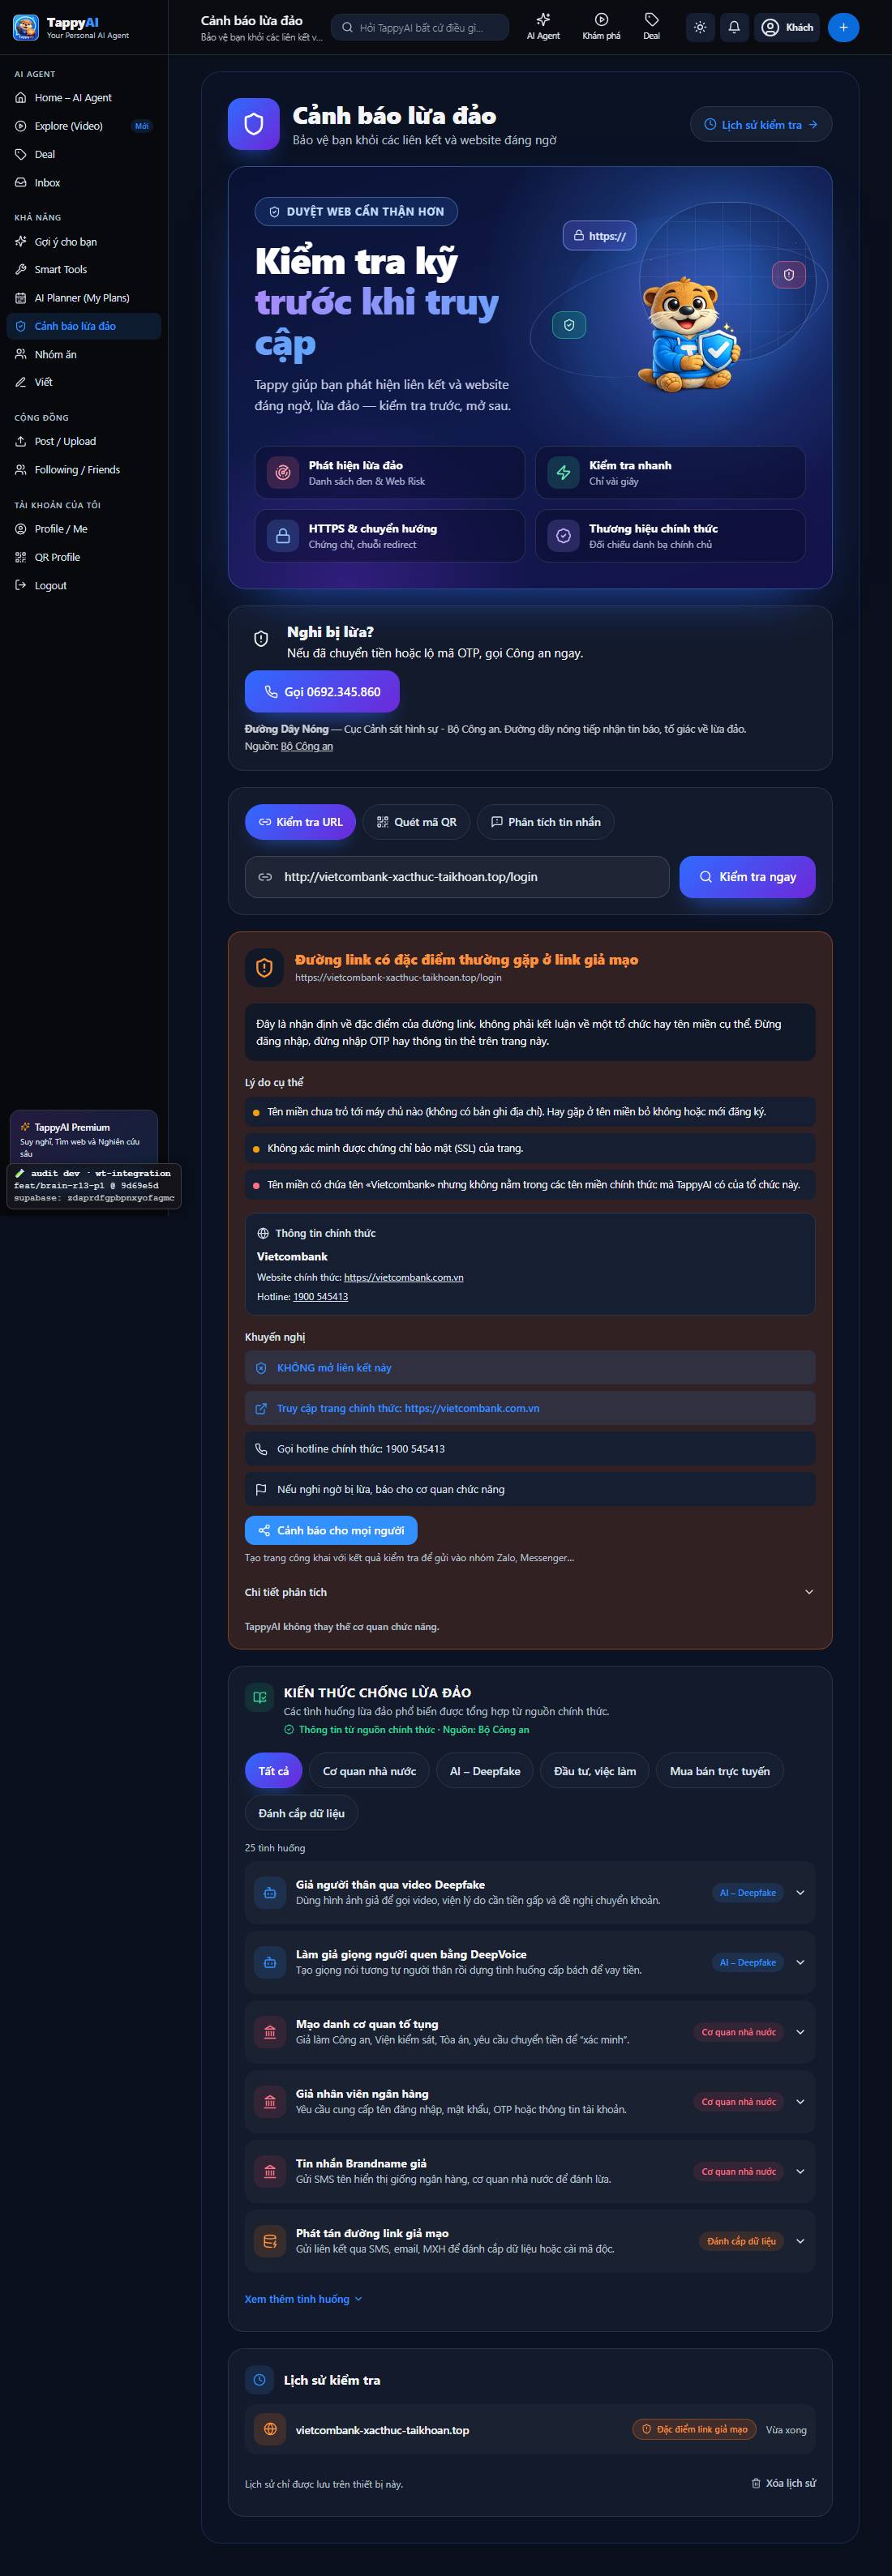 TappyAI
Your Personal AI Agent
Cảnh báo lừa đảo
Bảo vệ bạn khỏi các liên kết v...
Hỏi TappyAI bất cứ điều gì...
AI Agent
Khám phá
Deal
Khách
AI AGENT
Home – AI Agent
Explore (Video)
Mới
Deal
Inbox
KHẢ NĂNG
Gợi ý cho bạn
Smart Tools
AI Planner (My Plans)
Cảnh báo lừa đảo
Nhóm ăn
Viết
CỘNG ĐỒNG
Post / Upload
Following / Friends
TÀI KHOẢN CỦA TÔI
Profile / Me
QR Profile
Logout
TappyAI Premium
Suy nghĩ, Tìm web và Nghiên cứu
sâu
audit dev · wt-integration
feat/brain-r13-p1 @ 9d69e5d
supabase: zdaprdfgpbpnxyofagmc
Cảnh báo lừa đảo
Bảo vệ bạn khỏi các liên kết và website đáng ngờ
Lịch sử kiểm tra
DUYỆT WEB CẨN THẬN HƠN
Kiểm tra kỹ
trước khi truy
cập
Tappy giúp bạn phát hiện liên kết và website
đáng ngờ, lừa đảo — kiểm tra trước, mở sau.
https://
T
Phát hiện lừa đảo
Danh sách đen & Web Risk
Kiểm tra nhanh
Chỉ vài giây
HTTPS & chuyển hướng
Chứng chỉ, chuỗi redirect
Thương hiệu chính thức
Đối chiếu danh bạ chính chủ
Nghi bị lừa?
Nếu đã chuyển tiền hoặc lộ mã OTP, gọi Công an ngay.
Gọi 0692.345.860
Đường Dây Nóng — Cục Cảnh sát hình sự - Bộ Công an. Đường dây nóng tiếp nhận tin báo, tố giác về lừa đảo.
Nguồn: Bộ Công an
Kiểm tra URL
Quét mã QR
Phân tích tin nhắn
http://vietcombank-xacthuc-taikhoan.top/login
Kiểm tra ngay
Đường link có đặc điểm thường gặp ở link giả mạo
https://vietcombank-xacthuc-taikhoan.top/login
Đây là nhận định về đặc điểm của đường link, không phải kết luận về một tổ chức hay tên miền cụ thể. Đừng
đăng nhập, đừng nhập OTP hay thông tin thẻ trên trang này.
Lý do cụ thể
Tên miền chưa trỏ tới máy chủ nào (không có bản ghi địa chỉ). Hay gặp ở tên miền bỏ không hoặc mới đăng ký.
Không xác minh được chứng chỉ bảo mật (SSL) của trang.
Tên miền có chứa tên «Vietcombank» nhưng không nằm trong các tên miền chính thức mà TappyAI có của tổ chức này.
Thông tin chính thức
Vietcombank
Website chính thức: https://vietcombank.com.vn
Hotline: 1900 545413
Khuyến nghị
KHÔNG mở liên kết này
Truy cập trang chính thức: https://vietcombank.com.vn
Gọi hotline chính thức: 1900 545413
Nếu nghi ngờ bị lừa, báo cho cơ quan chức năng
Cảnh báo cho mọi người
Tạo trang công khai với kết quả kiểm tra để gửi vào nhóm Zalo, Messenger...
Chi tiết phân tích
TappyAI không thay thế cơ quan chức năng.
KIẾN THỨC CHỐNG LỪA ĐẢO
Các tình huống lừa đảo phổ biến được tổng hợp từ nguồn chính thức.
Thông tin từ nguồn chính thức · Nguồn: Bộ Công an
Tất cả
Cơ quan nhà nước
AI – Deepfake
Đầu tư, việc làm
Mua bán trực tuyến
Đánh cắp dữ liệu
25 tình huống
Giả người thân qua video Deepfake
Dùng hình ảnh giả để gọi video, viện lý do cần tiền gấp và đề nghị chuyển khoản.
AI – Deepfake
Làm giả giọng người quen bằng DeepVoice
Tạo giọng nói tương tự người thân rồi dựng tình huống cấp bách để vay tiền.
AI – Deepfake
Mạo danh cơ quan tố tụng
Giả làm Công an, Viện kiểm sát, Tòa án, yêu cầu chuyển tiền để "xác minh".
Cơ quan nhà nước
Giả nhân viên ngân hàng
Yêu cầu cung cấp tên đăng nhập, mật khẩu, OTP hoặc thông tin tài khoản.
Cơ quan nhà nước
Tin nhắn Brandname giả
Gửi SMS tên hiển thị giống ngân hàng, cơ quan nhà nước để đánh lừa.
Cơ quan nhà nước
Phát tán đường link giả mạo
Gửi liên kết qua SMS, email, MXH để đánh cắp dữ liệu hoặc cài mã độc.
Đánh cắp dữ liệu
Xem thêm tình huống
Lịch sử kiểm tra
vietcombank-xacthuc-taikhoan.top
Đặc điểm link giả mạo
Vừa xong
Lịch sử chỉ được lưu trên thiết bị này.
Xóa lịch sử